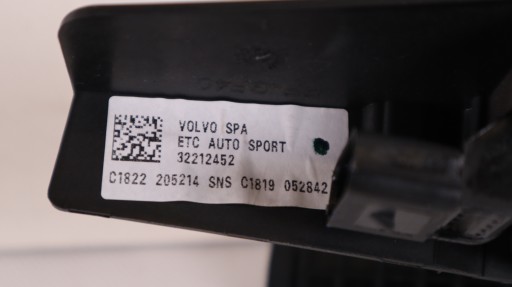 VOLVO SPA
ETC AUTO SPORT
32212452
C1822 205214 SNS C1819 052842